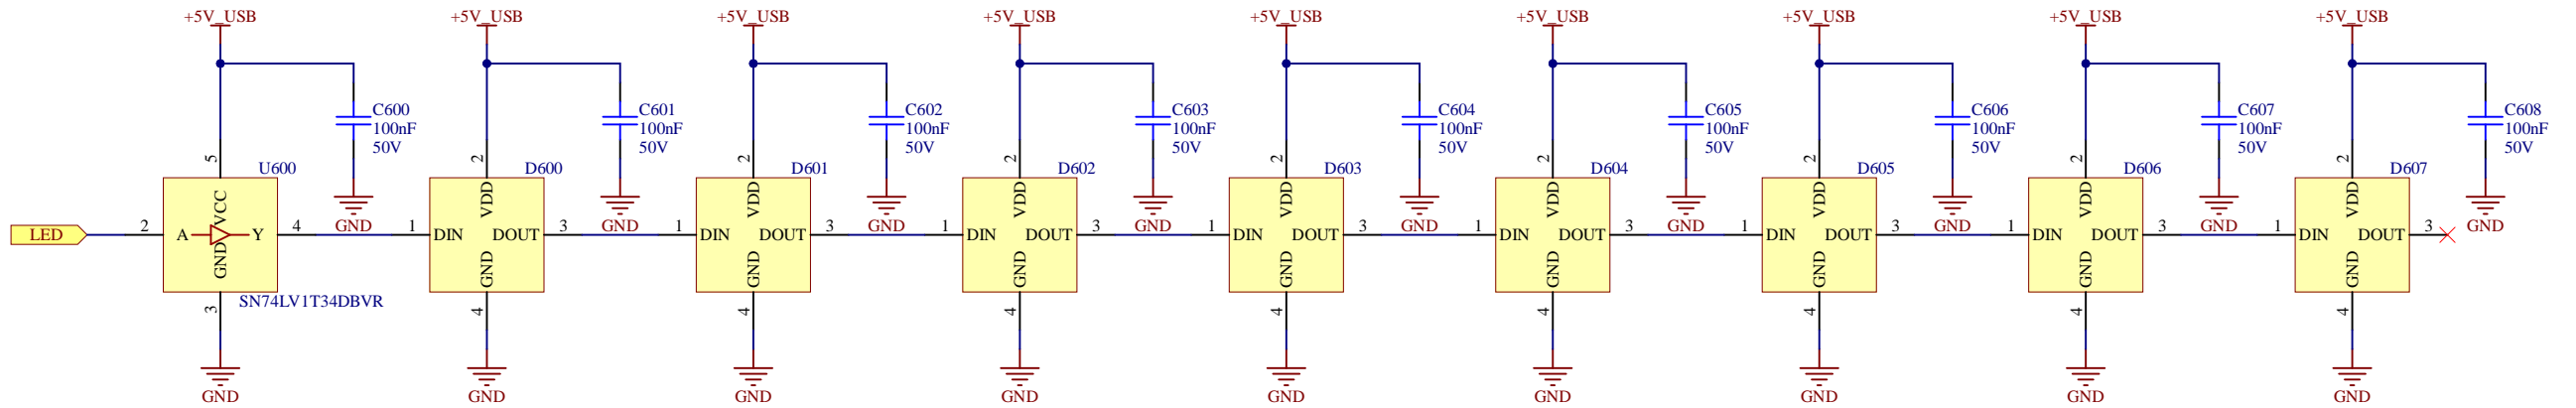 +5V_USB +5V_USB +5V_USB +5V_USB +5V_USB +5V_USB +5V_USB +5V_USB +5V_USB
C600 C601 C602 C603 C604 C605 C606 C607 C608
100nF 100nF 100nF 100nF 100nF 100nF 100nF 100nF 100nF
50V 50V 50V 50V 50V 50V 50V 50V 50V
5 2 2 2 2 2 2 2 2
U600 D600 D601 D602 D603 D604 D605 D606 D607
VCC VDD VDD VDD VDD VDD VDD VDD VDD
GND GND GND GND GND GND GND GND GND
LED 2 A Y 4 1 DIN DOUT 3 1 DIN DOUT 3 1 DIN DOUT 3 1 DIN DOUT 3 1 DIN DOUT 3 1 DIN DOUT 3 1 DIN DOUT 3 1 DIN DOUT 3
GND GND GND GND GND GND GND GND GND
SN74LV1T34DBVR
3 4 4 4 4 4 4 4 4
GND GND GND GND GND GND GND GND GND